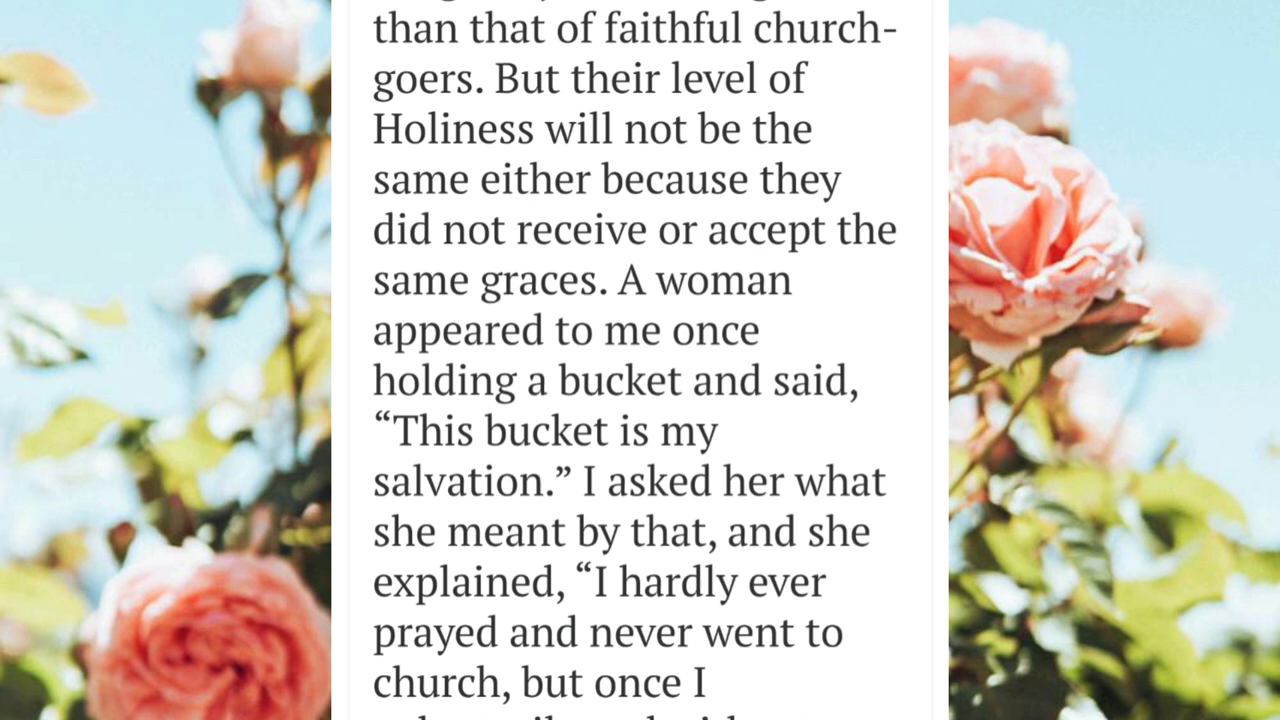 than that of faithful church-
goers. But their level of
Holiness will not be the
same either because they
did not receive or accept the
same graces. A woman
appeared to me once
holding a bucket and said,
“This bucket is my
salvation.” I asked her what
she meant by that, and she
explained, “I hardly ever
prayed and never went to
church, but once I